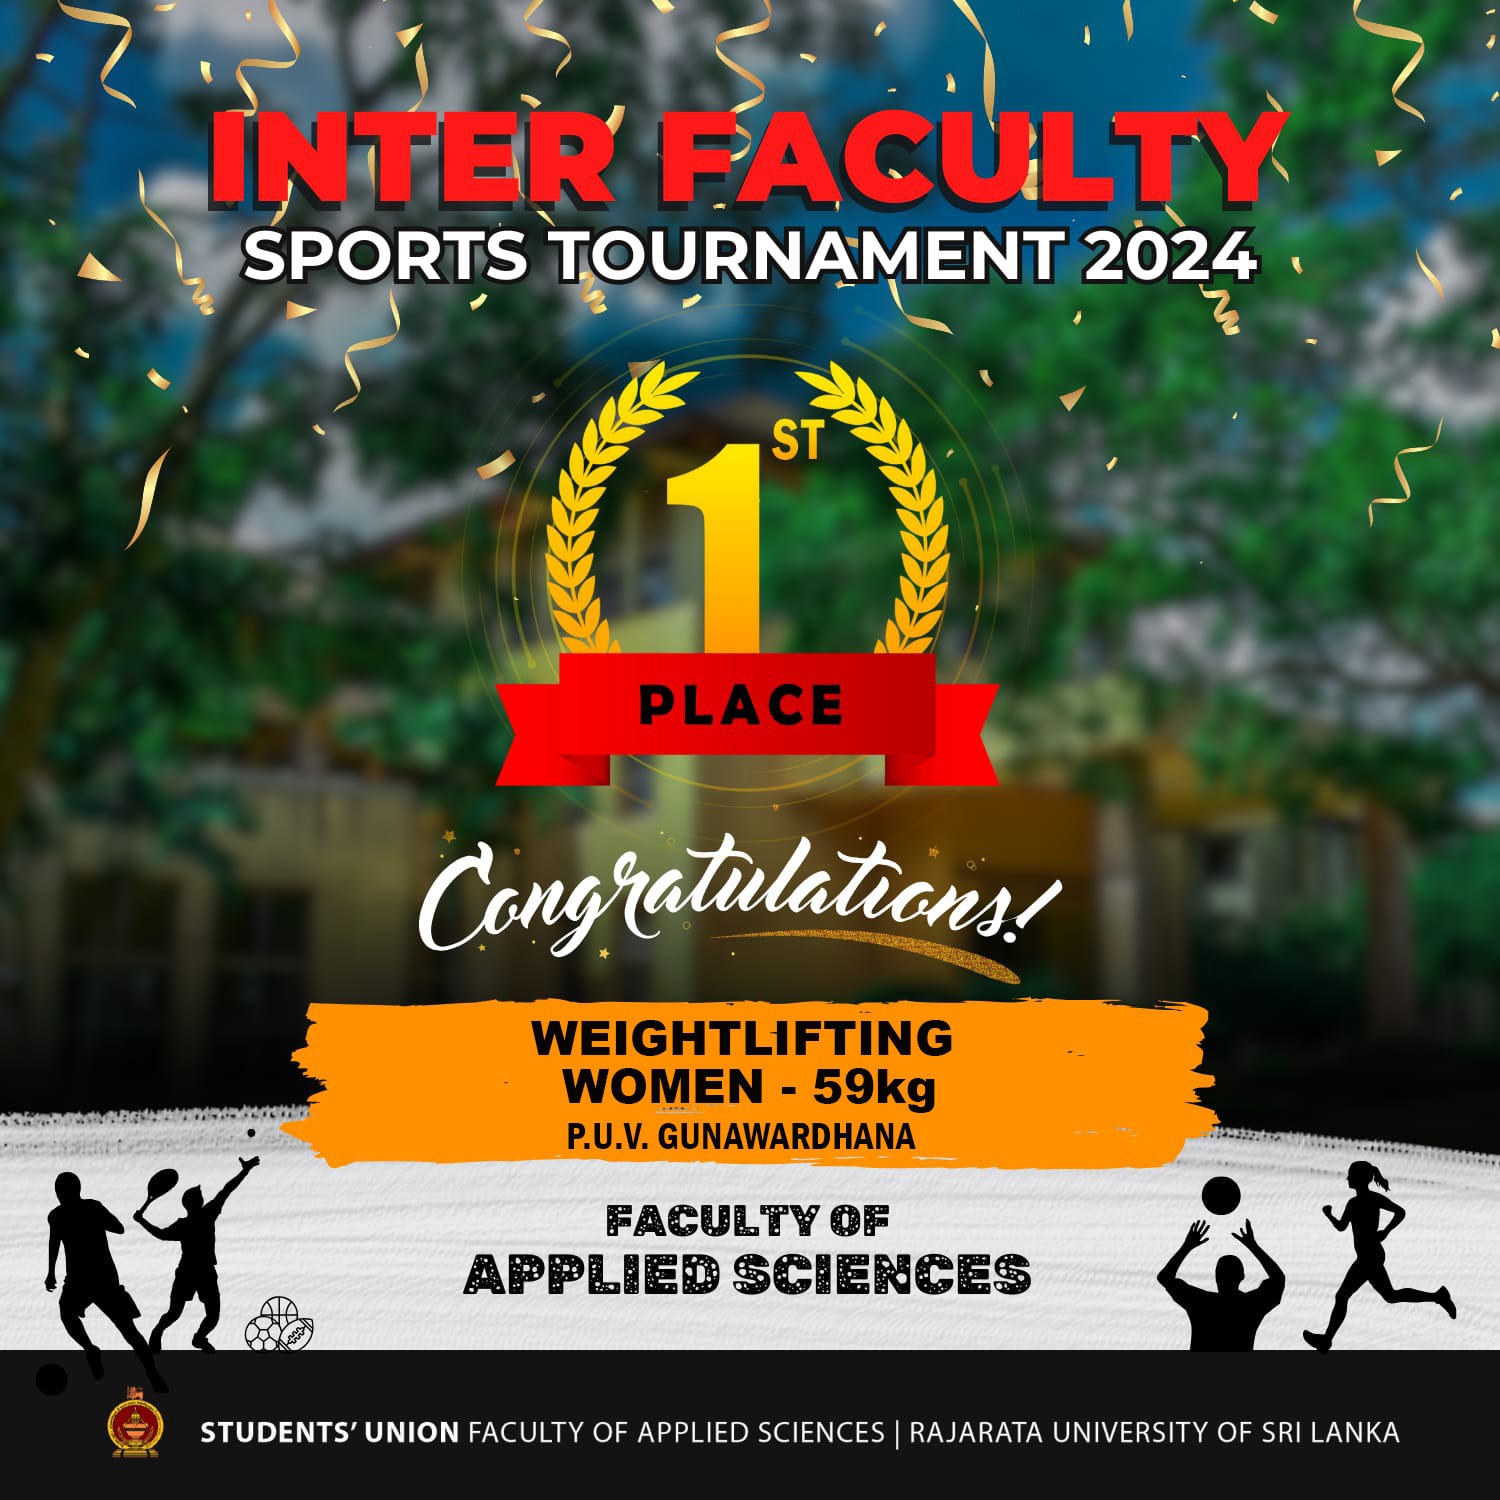 INTER FACULTY
SPORTS TOURNAMENT 2024
1ST
PLACE
Congratulations!
WEIGHTLIFTING
WOMEN - 59kg
P.U.V. GUNAWARDHANA
FACULTY OF
APPLIED SCIENCES
STUDENTS' UNION FACULTY OF APPLIED SCIENCES | RAJARATA UNIVERSITY OF SRI LANKA